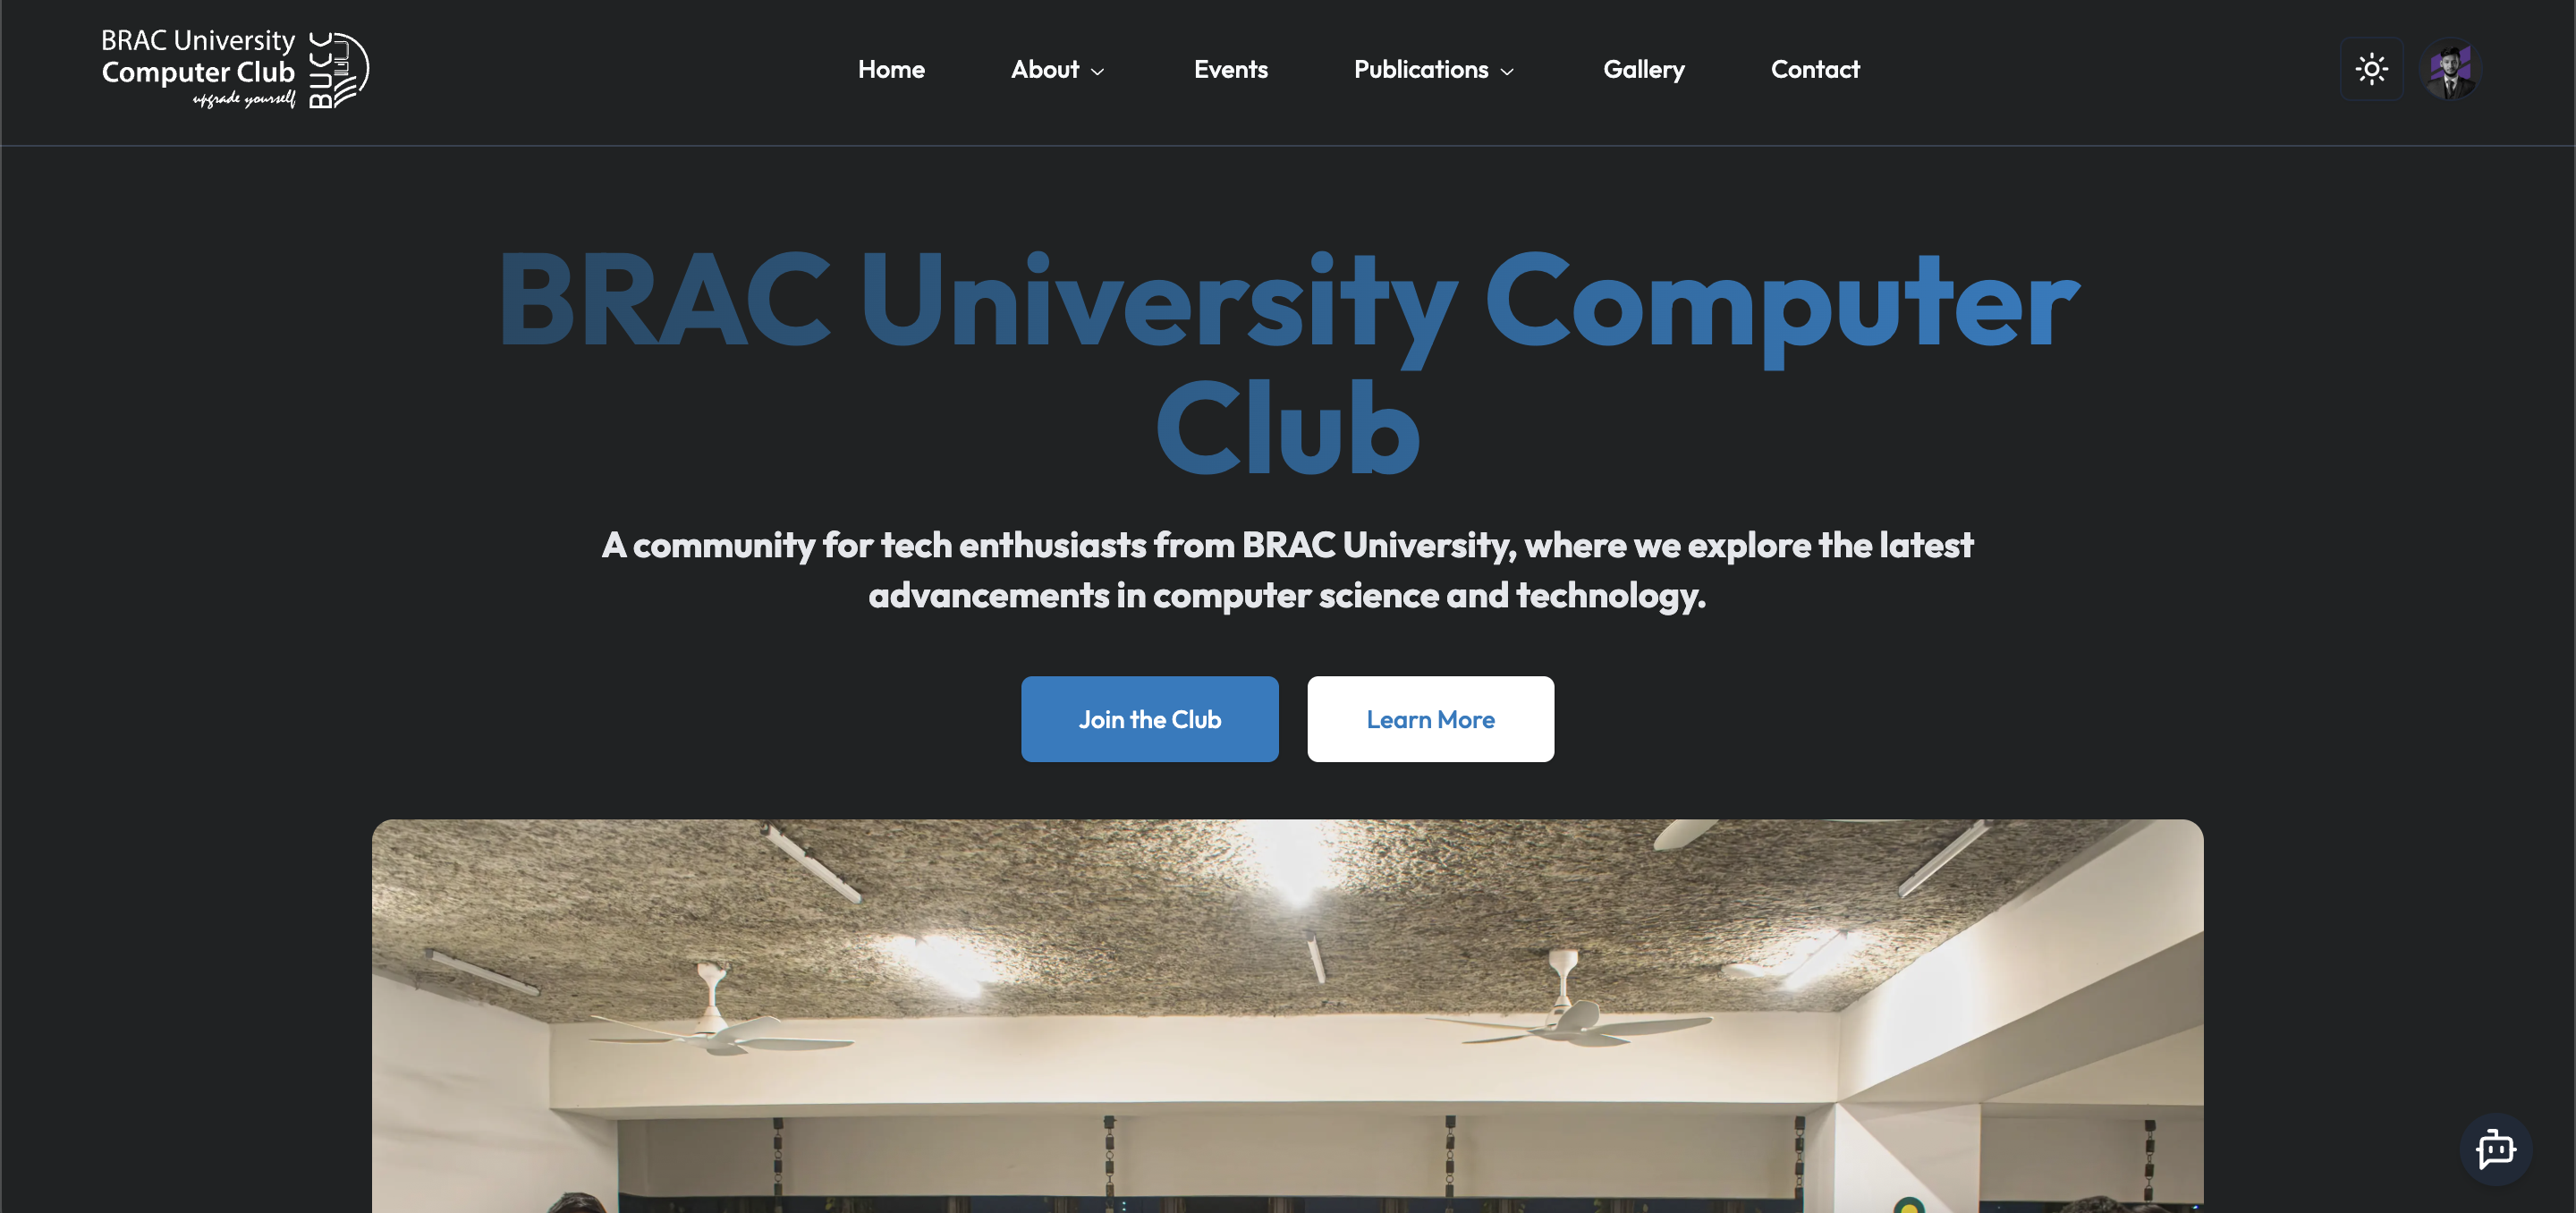 BRAC University
Computer Club
upgrade yourself
BUCC
Home
About
Events
Publications
Gallery
Contact
BRAC University Computer
Club
A community for tech enthusiasts from BRAC University, where we explore the latest
advancements in computer science and technology.
Join the Club
Learn More